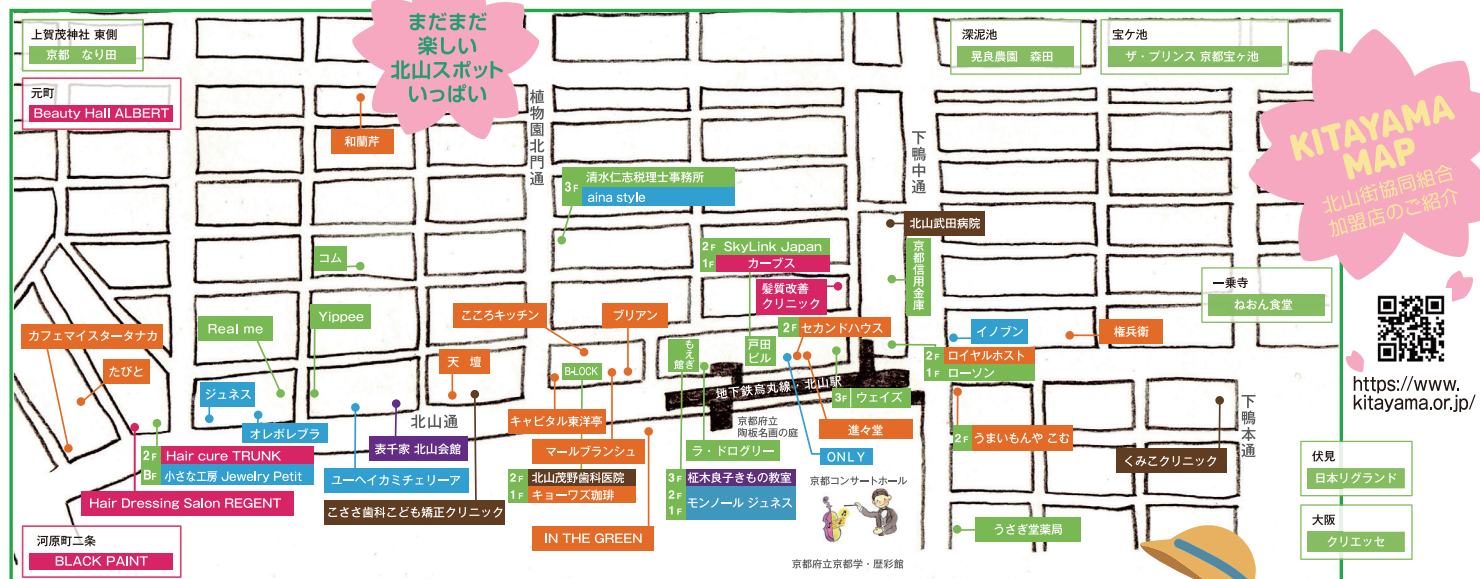 上賀茂神社 東側
京都 なり田
元町
Beauty Hall ALBERT
まだまだ
楽しい
北山スポット
いっぱい
深泥池
晃良農園 森田
宝ケ池
ザ・プリンス 京都宝ヶ池
KITAYAMA
MAP
北山街協同組合
加盟店のご紹介
植物園北門通
下鴨中通
和蘭芹
3F
清水仁志税理士事務所
aina style
北山武田病院
コム
2F SkyLink Japan
1F カーブス
京都信用金庫
髪質改善
クリニック
一乗寺
ねおん食堂
カフェマイスタータナカ
たびと
Real me
Yippee
こころキッチン
ブリアン
もえぎ館
戸田
ビル
2F セカンドハウス
イノブン
権兵衛
2F ロイヤルホスト
1F ローソン
https://www.
kitayama.or.jp/
ジュネス
天壇
B-LOCK
地下鉄烏丸線・北山駅
3F ウェイズ
オレボレブラ
北山通
キャピタル東洋亭
京都府立
陶板名画の庭
進々堂
下鴨本通
2F Hair cure TRUNK
BF 小さな工房 Jewelry Petit
表千家 北山会館
マールブランシュ
ラ・ドログリー
ONLY
2F うまいもんや こむ
くみこクリニック
伏見
日本リグランド
Hair Dressing Salon REGENT
ユーヘイカミチェリーア
2F 北山茂野歯科医院
1F キョーワズ珈琲
3F 柾木良子きもの教室
2F
1F
モンノール ジュネス
京都コンサートホール
こささ歯科こども矯正クリニック
IN THE GREEN
うさぎ堂薬局
大阪
クリエッセ
河原町二条
BLACK PAINT
京都府立京都学・歴彩館